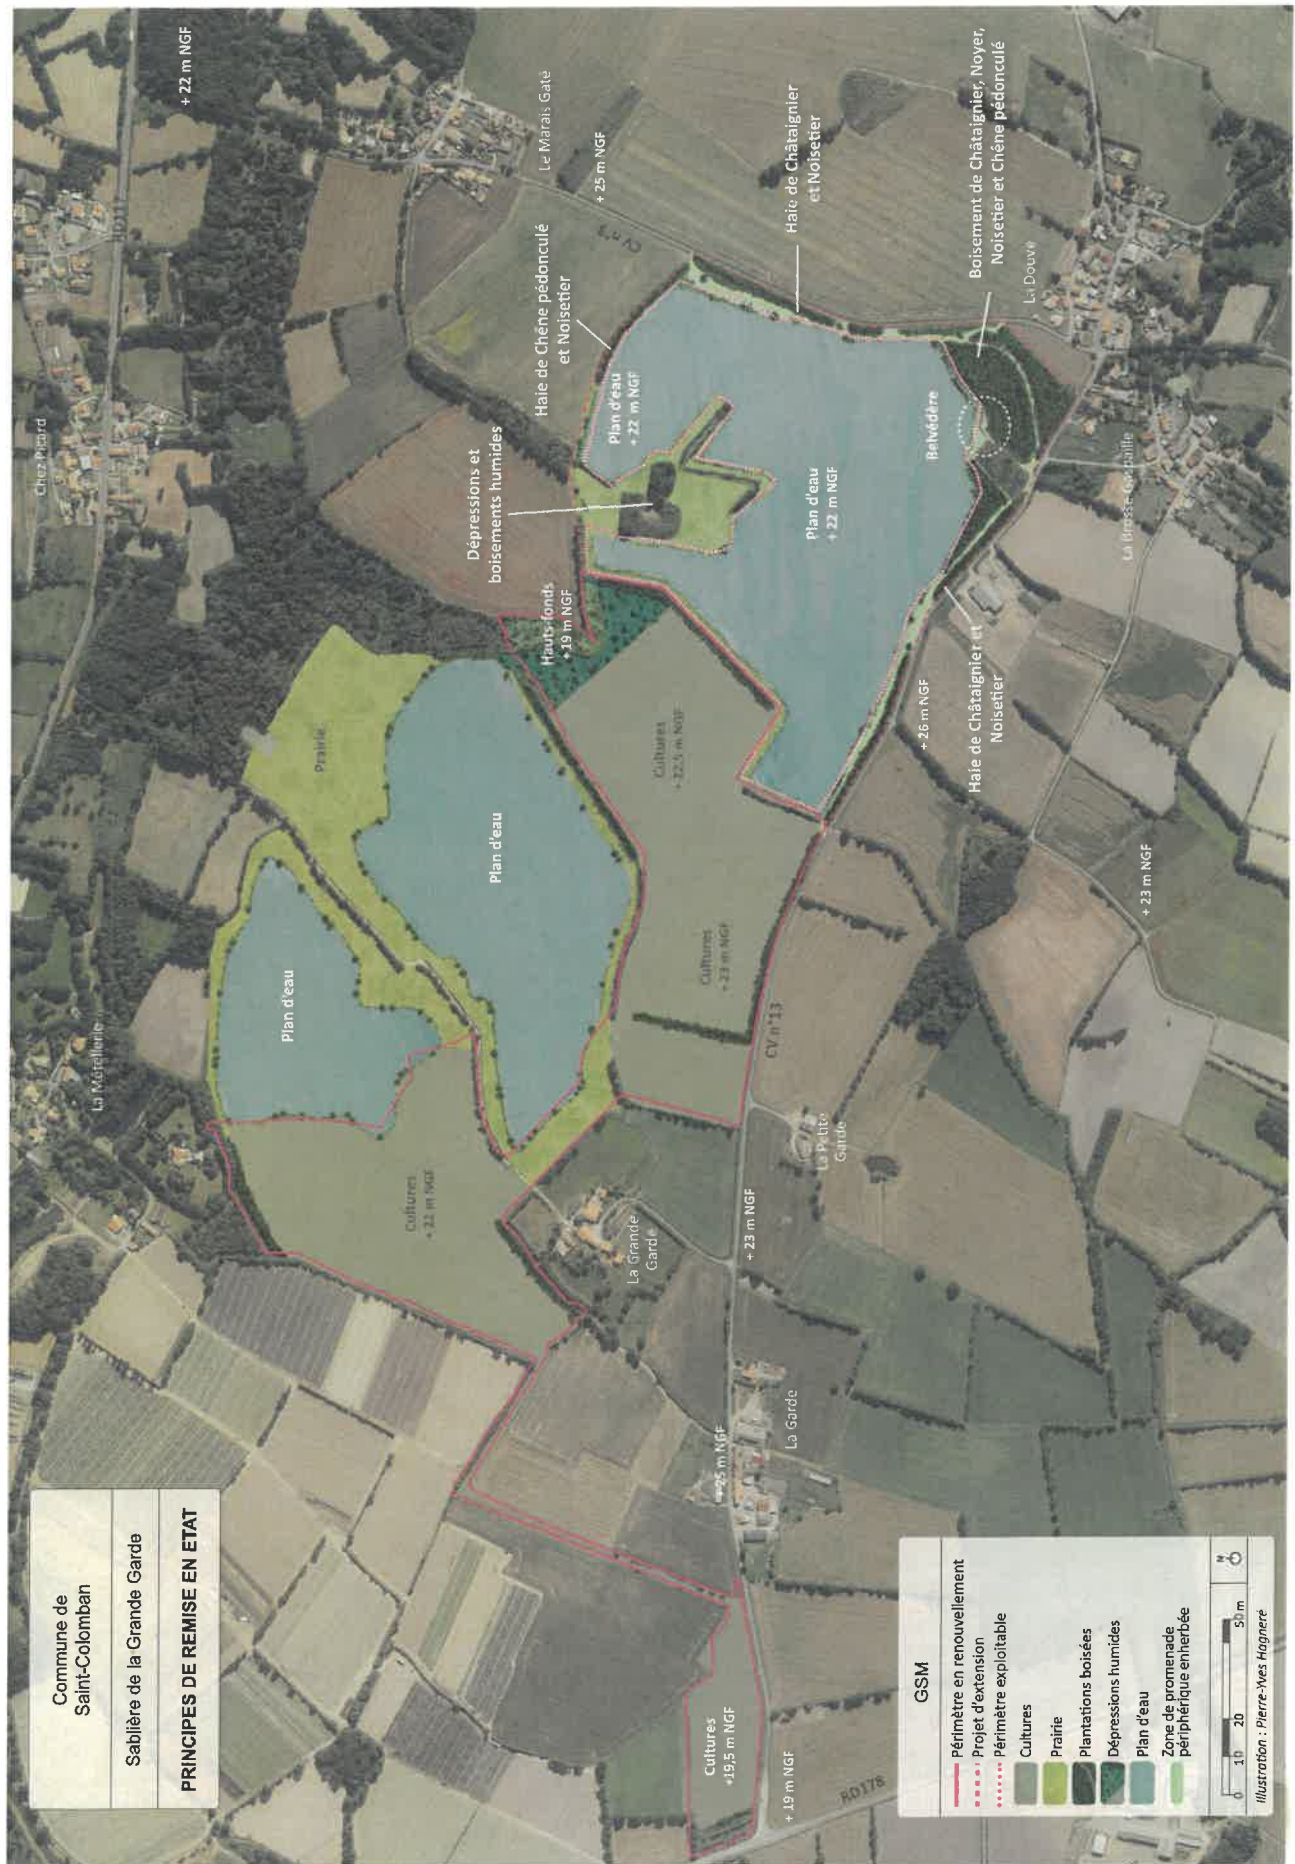 Commune de
Saint-Colomban
Sablière de la Grande Garde
PRINCIPES DE REMISE EN ETAT
La Métellerie
Chez Picard
+ 22 m NGF
Le Marais Gaté
+ 25 m NGF
CV n°3
Haie de Chêne pédonculé
et Noisetier
Dépressions et
boisements humides
Prairie
Plan d'eau
Plan d'eau
Hauts-fonds
+ 19 m NGF
Plan d'eau
+ 22 m NGF
Haie de Châtaignier
et Noisetier
Boisement de Châtaignier, Noyer,
Noisetier et Chêne pédonculé
La Douve
Belvédère
Plan d'eau
+ 22 m NGF
Cultures
+ 22 m NGF
Cultures
+ 22,5 m NGF
Cultures
+ 23 m NGF
CV n°13
La Grande
Garde
La Petite
Garde
+ 23 m NGF
+ 26 m NGF
Haie de Châtaignier et
Noisetier
+ 23 m NGF
+ 25 m NGF
La Garde
Cultures
+19,5 m NGF
+ 19 m NGF
RD178
GSM
Périmètre en renouvellement
Projet d'extension
Périmètre exploitable
Cultures
Prairie
Plantations boisées
Dépressions humides
Plan d'eau
Zone de promenade
périphérique enherbée
0 10 20 50 m
N
Illustration : Pierre-Yves Hagneré